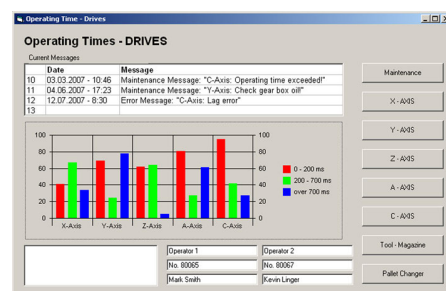 Operating Time - Drives
Operating Times - DRIVES
Current Messages
Date Message
10 03.03.2007 - 10:46 Maintenance Message: "C-Axis: Operating time exceeded!"
11 04.06.2007 - 17:23 Maintenance Message: "Y-Axis: Check gear box oil!"
12 12.07.2007 - 8:30 Error Message: "C-Axis: Lag error"
13
100 100
80 80
60 60
40 40
20 20
0 0
X-Axis Y-Axis Z-Axis A-Axis C-Axis
0 - 200 ms
200 - 700 ms
over 700 ms
Operator 1 Operator 2
No. 80065 No. 80067
Mark Smith Kevin Linger
Maintenance
X - AXIS
Y - AXIS
Z - AXIS
A - AXIS
C - AXIS
Tool - Magazine
Pallet Changer